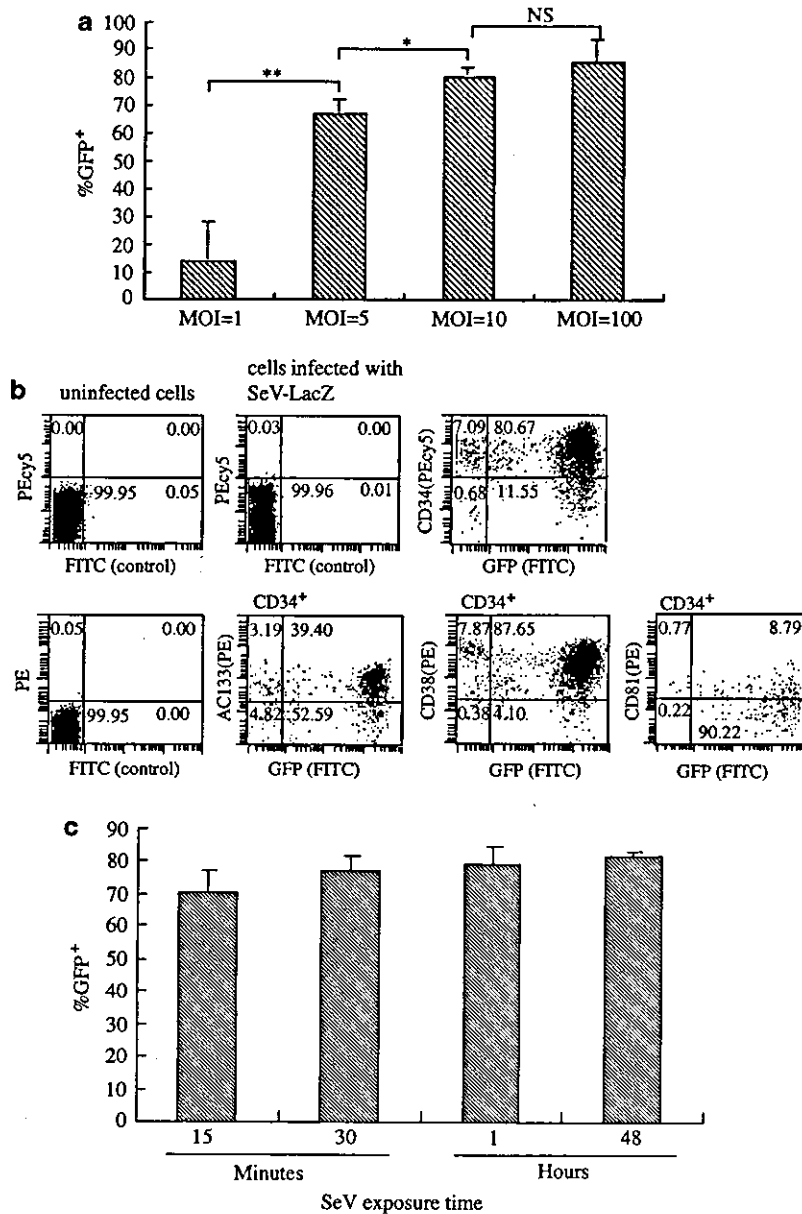 a
100
90
80
70
60
50
40
30
20
10
0
%GFP+
**
*
NS
MOI=1 MOI=5 MOI=10 MOI=100
b
uninfected cells
cells infected with
SeV-LacZ
0.00 0.00
99.95 0.05
PEcy5
FITC (control)
0.03 0.00
99.96 0.01
PEcy5
FITC (control)
7.09 80.67
0.68 11.55
CD34(PEcy5)
GFP (FITC)
0.05 0.00
99.95 0.00
PE
FITC (control)
CD34+
3.19 39.40
4.82 52.59
AC133(PE)
GFP (FITC)
CD34+
7.87 87.65
0.38 4.10
CD38(PE)
GFP (FITC)
CD34+
0.77 8.79
0.22
90.22
CD81(PE)
GFP (FITC)
c
90
80
70
60
50
40
30
20
10
0
%GFP+
15 30 1 48
Minutes Hours
SeV exposure time